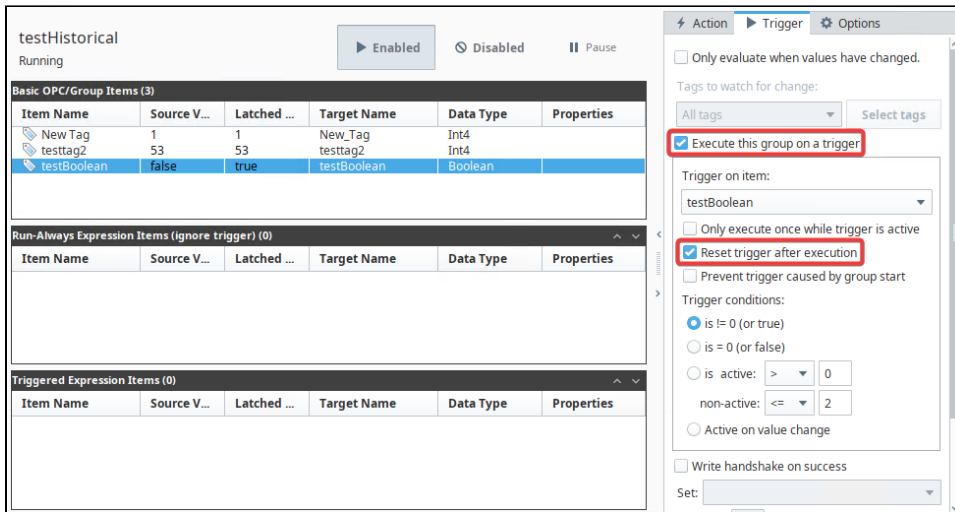 testHistorical
Running
Enabled
Disabled
Pause
Basic OPC/Group Items (3)
Item Name Source V... Latched ... Target Name Data Type Properties
New Tag 1 1 New_Tag Int4
testtag2 53 53 testtag2 Int4
testBoolean false true testBoolean Boolean
Run-Always Expression Items (ignore trigger) (0)
Item Name Source V... Latched ... Target Name Data Type Properties
Triggered Expression Items (0)
Item Name Source V... Latched ... Target Name Data Type Properties
Action Trigger Options
Only evaluate when values have changed.
Tags to watch for change:
All tags Select tags
Execute this group on a trigger
Trigger on item:
testBoolean
Only execute once while trigger is active
Reset trigger after execution
Prevent trigger caused by group start
Trigger conditions:
is != 0 (or true)
is = 0 (or false)
is active: > 0
non-active: <= 2
Active on value change
Write handshake on success
Set: